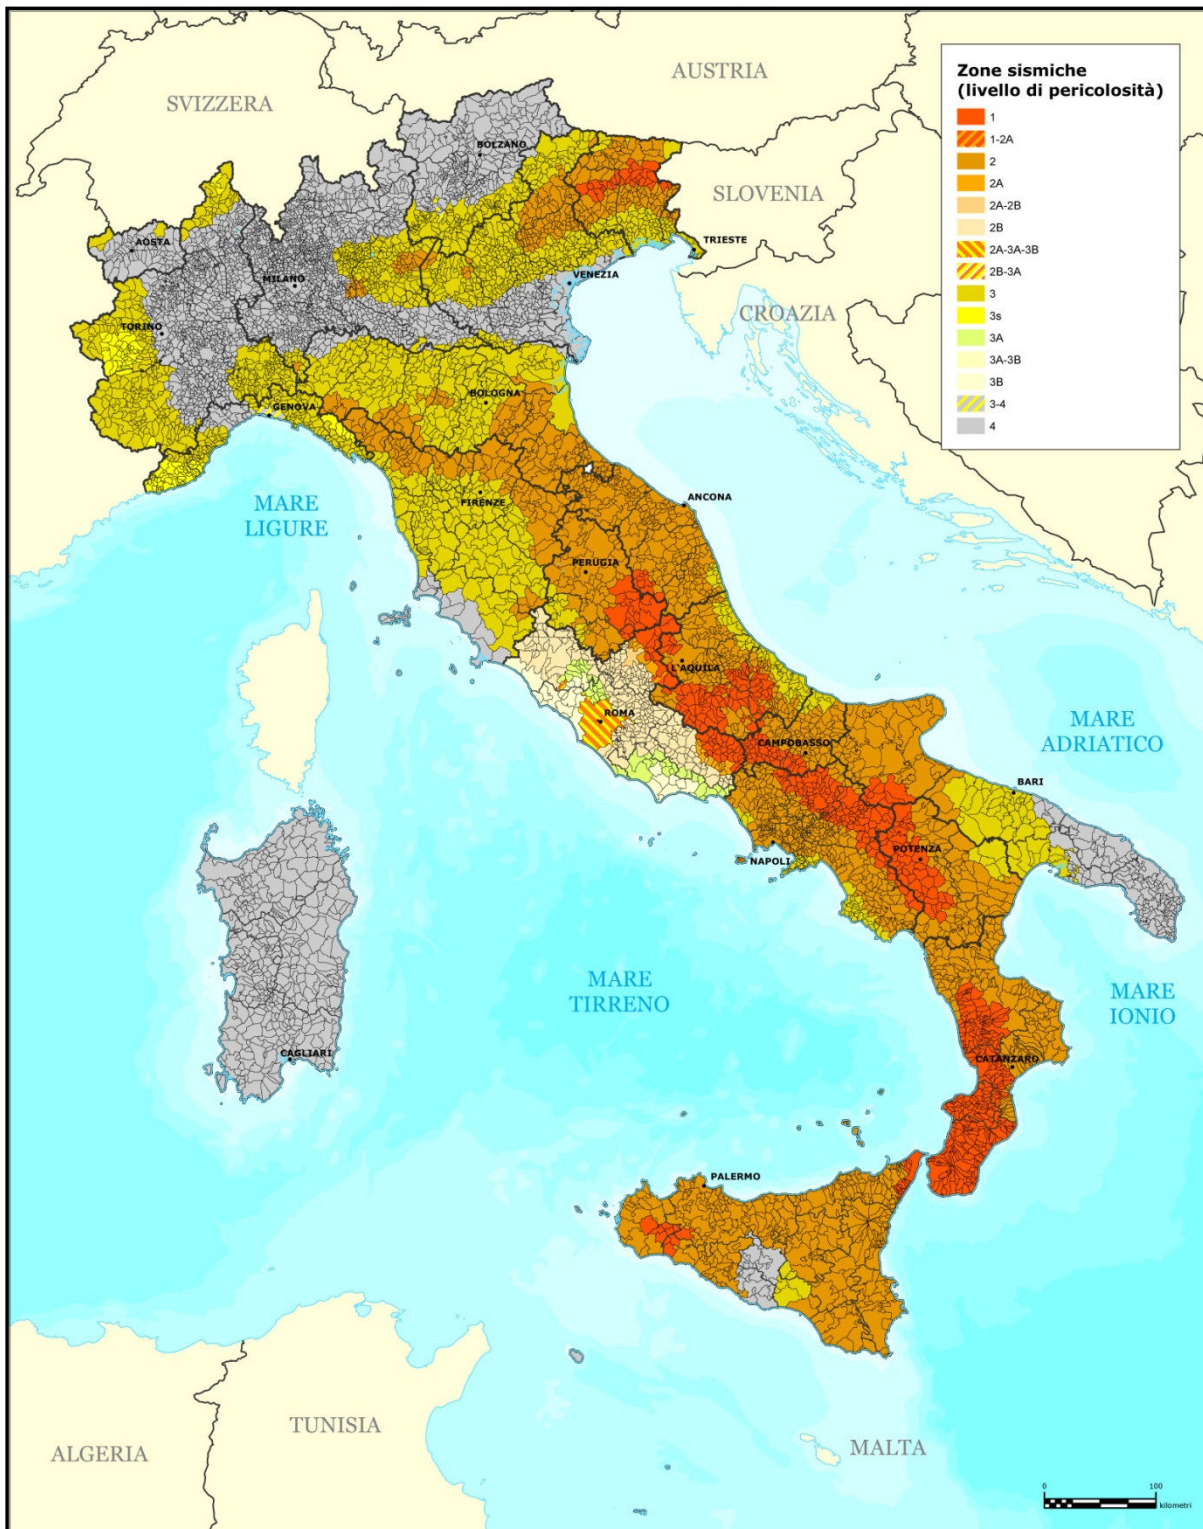 AUSTRIA
SVIZZERA
BOLZANO
SLOVENIA
AOSTA
TRIESTE
MILANO
VENEZIA
CROAZIA
TORINO
BOLOGNA
GENOVA
MARE
LIGURE
FIRENZE
ANCONA
PERUGIA
L'AQUILA
ROMA
MARE
ADRIATICO
CAMPOBASSO
BARI
NAPOLI
POTENZA
MARE
TIRRENO
MARE
IONIO
CAGLIARI
CATANZARO
PALERMO
TUNISIA
ALGERIA
MALTA
Zone sismiche
(livello di pericolosità)
1
1-2A
2
2A
2A-2B
2B
2A-3A-3B
2B-3A
3
3s
3A
3A-3B
3B
3-4
4
0 100
kilometri